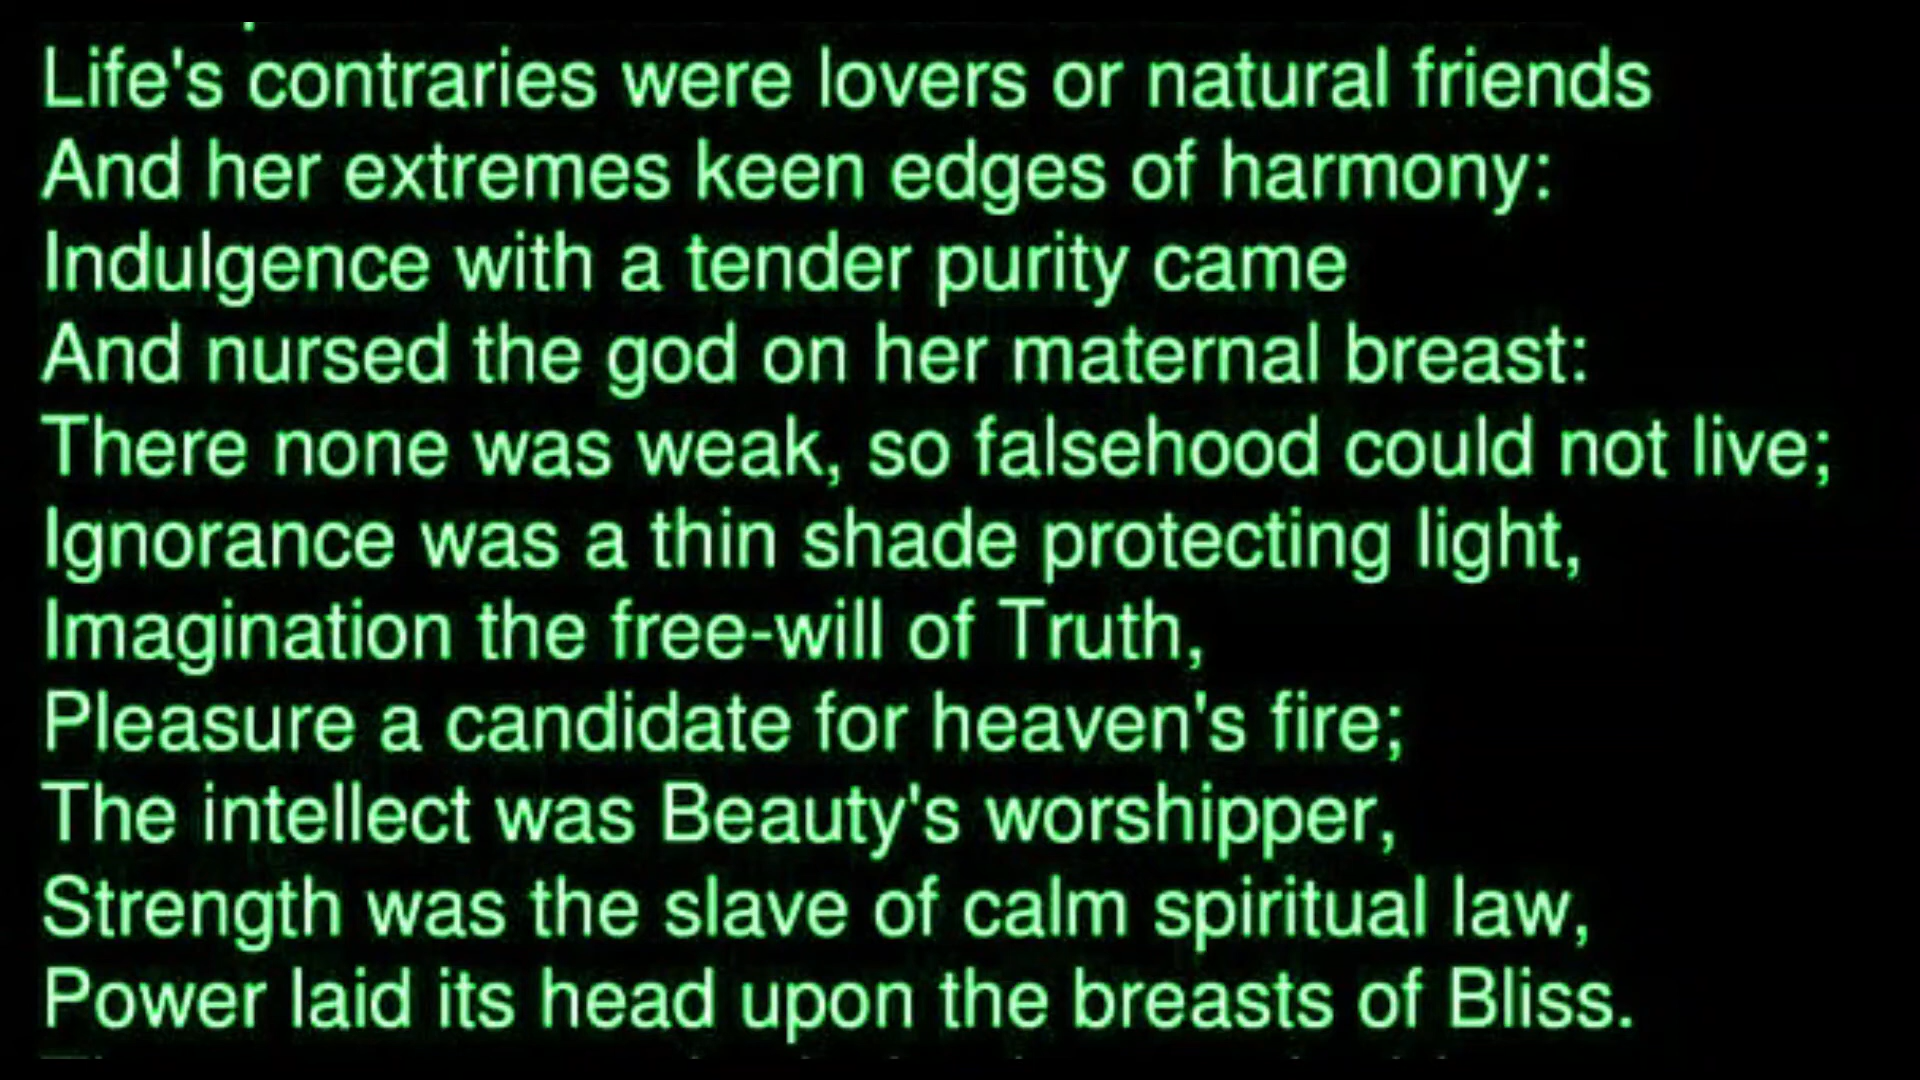 Life's contraries were lovers or natural friends
And her extremes keen edges of harmony:
Indulgence with a tender purity came
And nursed the god on her maternal breast:
There none was weak, so falsehood could not live;
Ignorance was a thin shade protecting light,
Imagination the free-will of Truth,
Pleasure a candidate for heaven's fire;
The intellect was Beauty's worshipper,
Strength was the slave of calm spiritual law,
Power laid its head upon the breasts of Bliss.